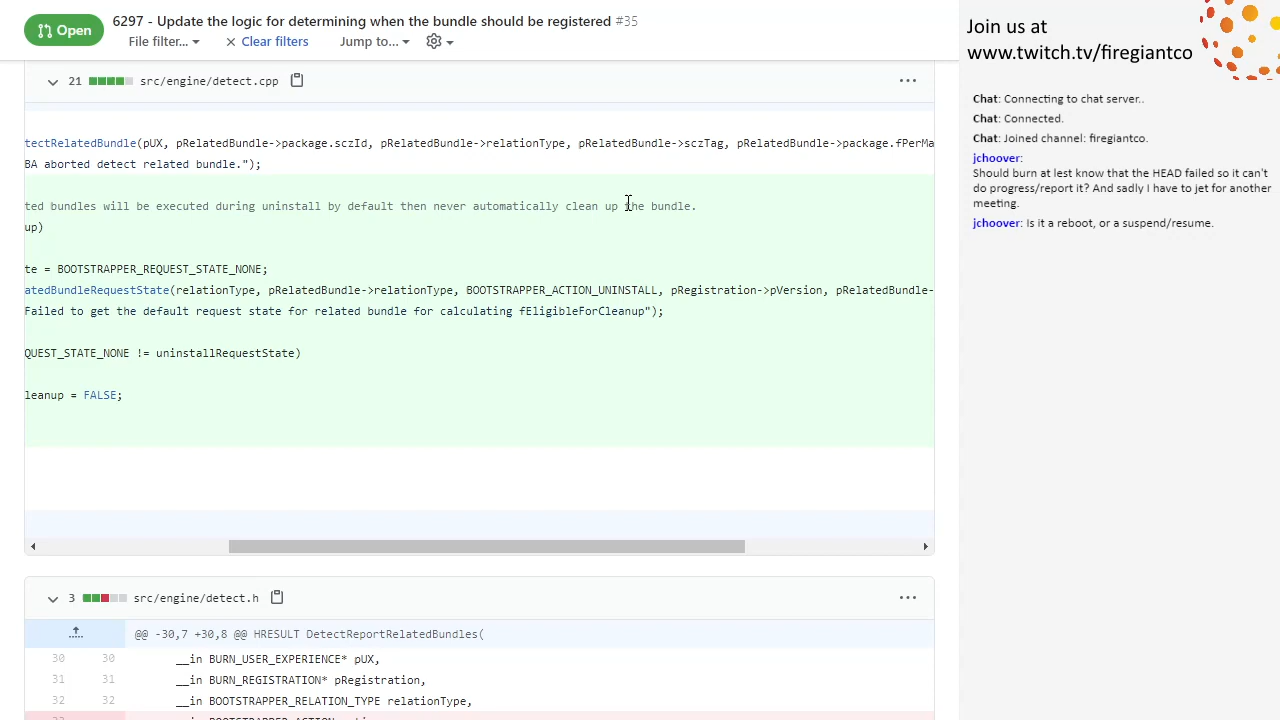 Open
6297 - Update the logic for determining when the bundle should be registered #35
File filter... Clear filters Jump to...
21 src/engine/detect.cpp
tectRelatedBundle(pUX, pRelatedBundle->package.sczId, pRelatedBundle->relationType, pRelatedBundle->sczTag, pRelatedBundle->package.fPerMa
BA aborted detect related bundle.");
ted bundles will be executed during uninstall by default then never automatically clean up the bundle.
up)
te = BOOTSTRAPPER_REQUEST_STATE_NONE;
atedBundleRequestState(relationType, pRelatedBundle->relationType, BOOTSTRAPPER_ACTION_UNINSTALL, pRegistration->pVersion, pRelatedBundle-
Failed to get the default request state for related bundle for calculating fEligibleForCleanup");
QUEST_STATE_NONE != uninstallRequestState)
leanup = FALSE;
3 src/engine/detect.h
@@ -30,7 +30,8 @@ HRESULT DetectReportRelatedBundles(
30 30 __in BURN_USER_EXPERIENCE* pUX,
31 31 __in BURN_REGISTRATION* pRegistration,
32 32 __in BOOTSTRAPPER_RELATION_TYPE relationType,
Join us at
www.twitch.tv/firegiantco
Chat: Connecting to chat server..
Chat: Connected.
Chat: Joined channel: firegiantco.
jchoover:
Should burn at lest know that the HEAD failed so it can't
do progress/report it? And sadly I have to jet for another
meeting.
jchoover: Is it a reboot, or a suspend/resume.